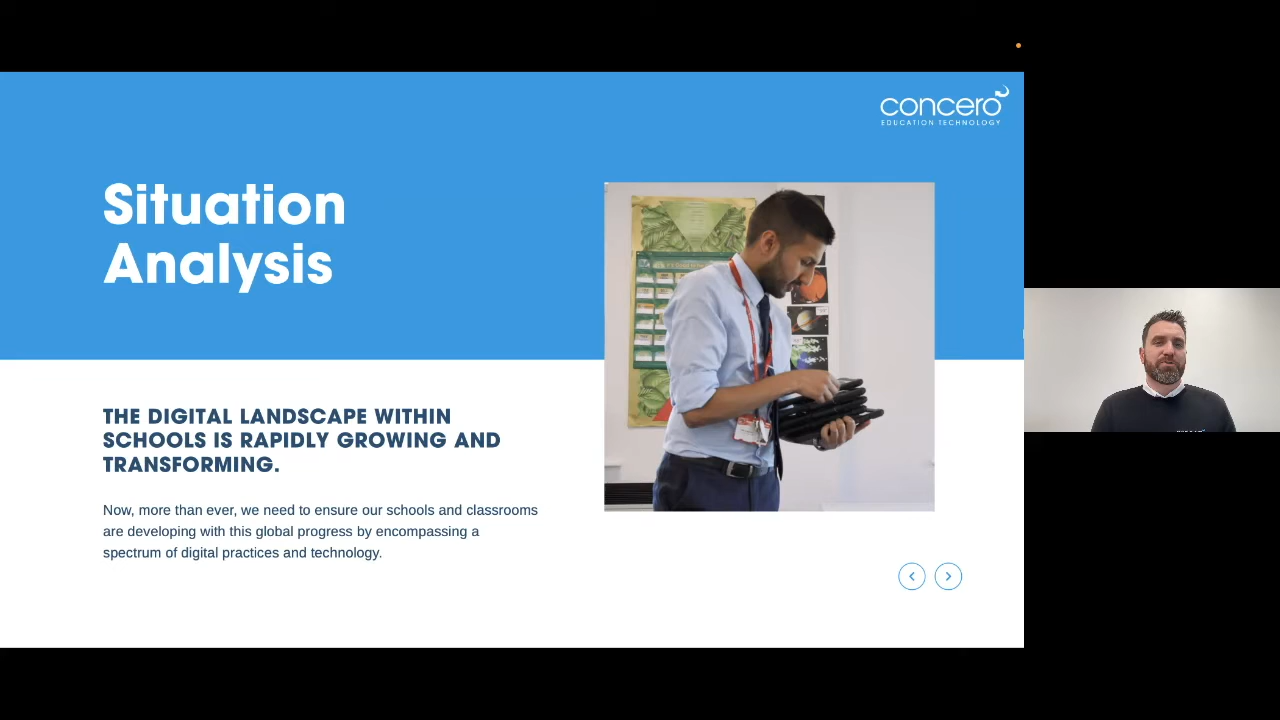 concero
EDUCATION TECHNOLOGY
Situation
Analysis
THE DIGITAL LANDSCAPE WITHIN
SCHOOLS IS RAPIDLY GROWING AND
TRANSFORMING.
Now, more than ever, we need to ensure our schools and classrooms
are developing with this global progress by encompassing a
spectrum of digital practices and technology.